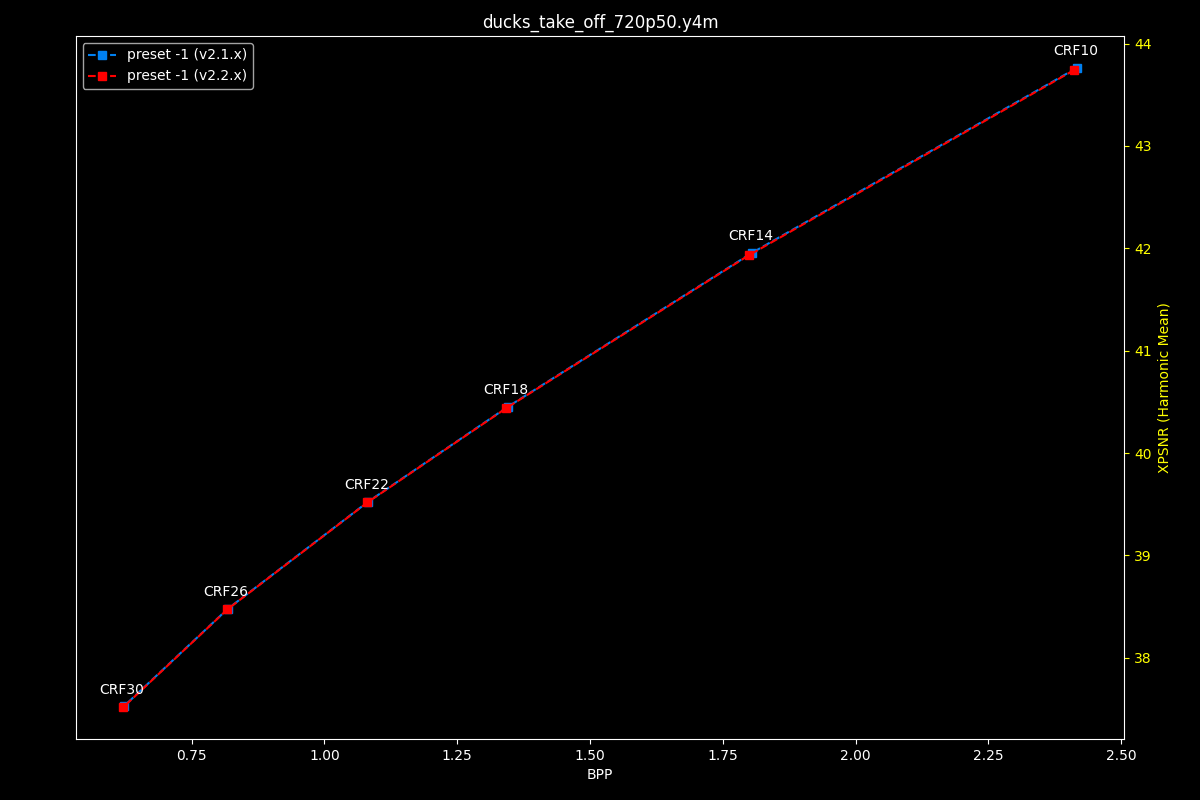 ducks_take_off_720p50.y4m
preset -1 (v2.1.x)
preset -1 (v2.2.x)
CRF10
CRF14
CRF18
CRF22
CRF26
CRF30
44
43
42
41
40
39
38
XPSNR (Harmonic Mean)
0.75 1.00 1.25 1.50 1.75 2.00 2.25 2.50
BPP